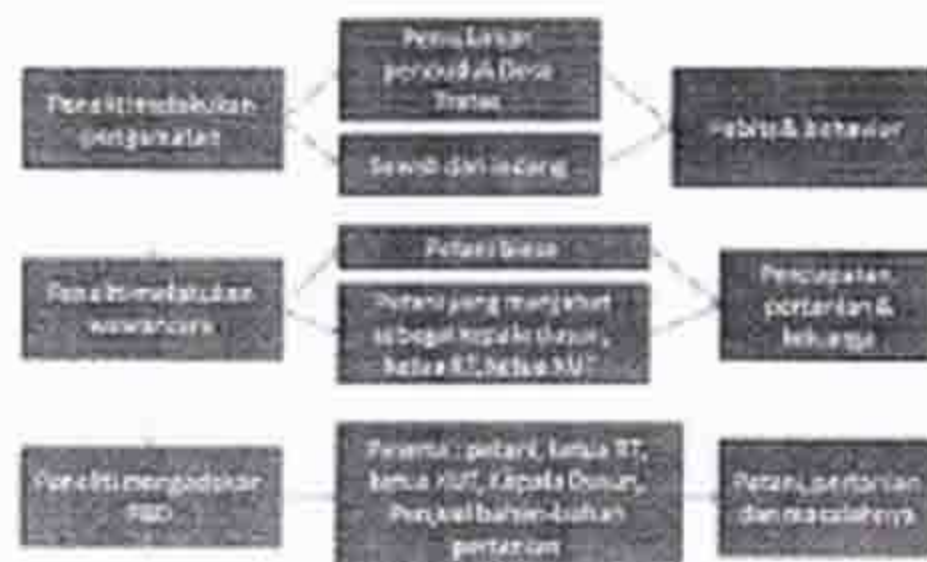 Peneliti melakukan
pengamatan
Pemukiman
penduduk Desa
Sawah dan ladang
Habits & behavior
Peneliti melakukan
wawancara
Petani biasa
Petani yang menjabat
sebagai kepala dusun,
ketua RT, ketua KUT
Pendapatan,
pertanian &
keluarga
Peneliti mengadakan
FGD
Peserta : petani, ketua RT,
ketua KUT, Kepala Dusun,
Penjual bahan-bahan
pertanian
Petani, pertanian
dan masalahnya